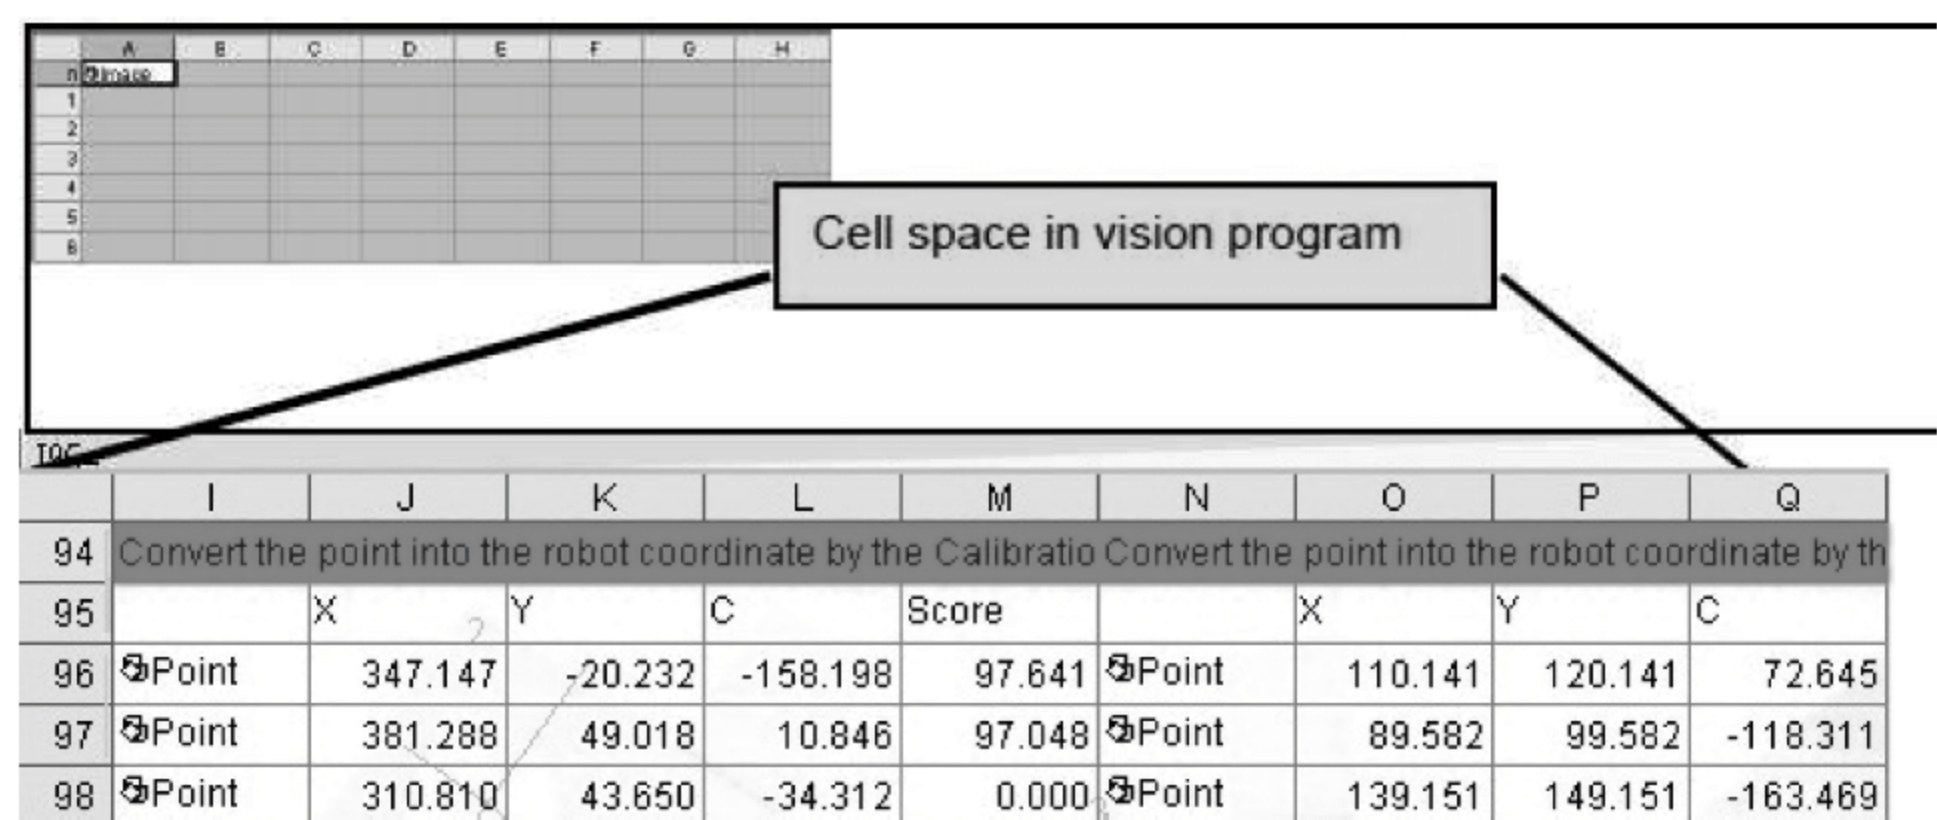 A B C D E F G H
Image
1
2
3
4
5
6
Cell space in vision program
I J K L M N O P Q
94 Convert the point into the robot coordinate by the Calibratio Convert the point into the robot coordinate by th
95 X Y C Score X Y C
96 Point 347.147 -20.232 -158.198 97.641 Point 110.141 120.141 72.645
97 Point 381.288 49.018 10.846 97.048 Point 89.582 99.582 -118.311
98 Point 310.810 43.650 -34.312 0.000 Point 139.151 149.151 -163.469